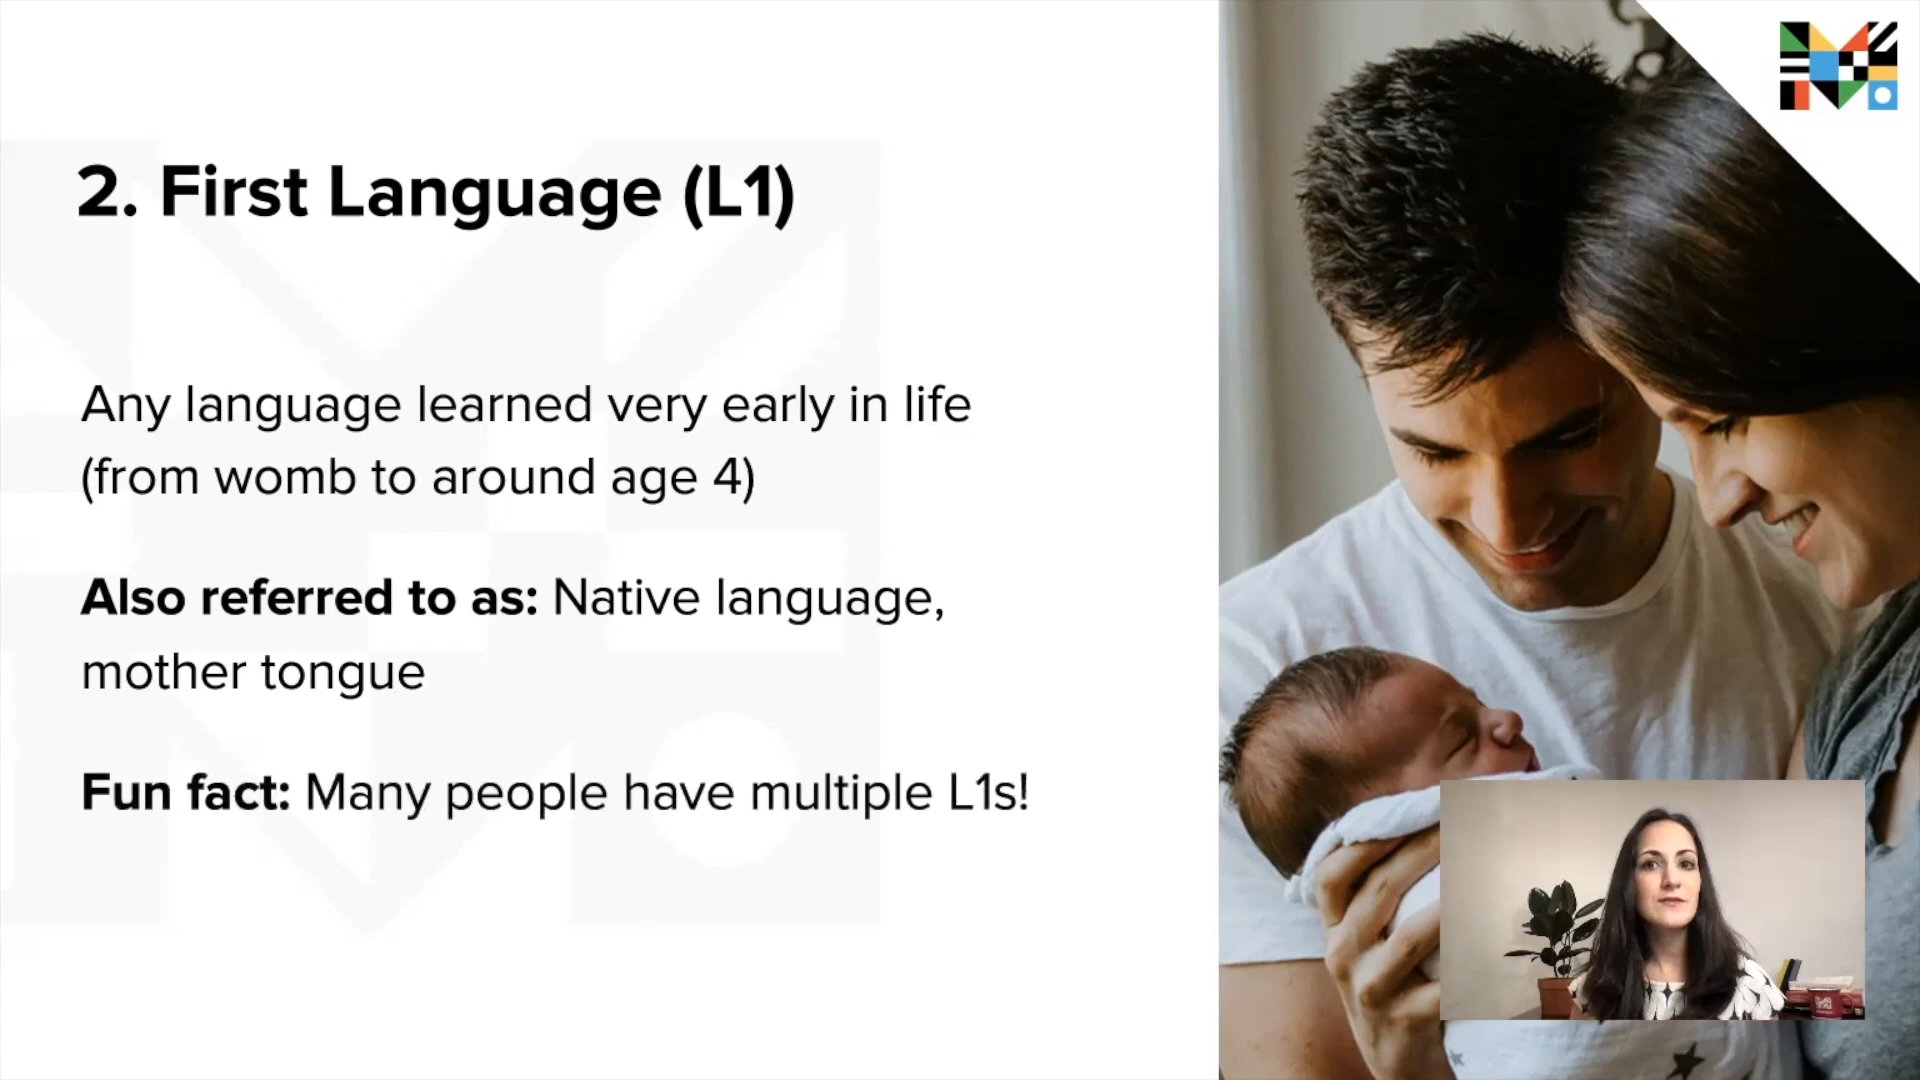 2. First Language (L1)
Any language learned very early in life
(from womb to around age 4)
Also referred to as: Native language,
mother tongue
Fun fact: Many people have multiple L1s!